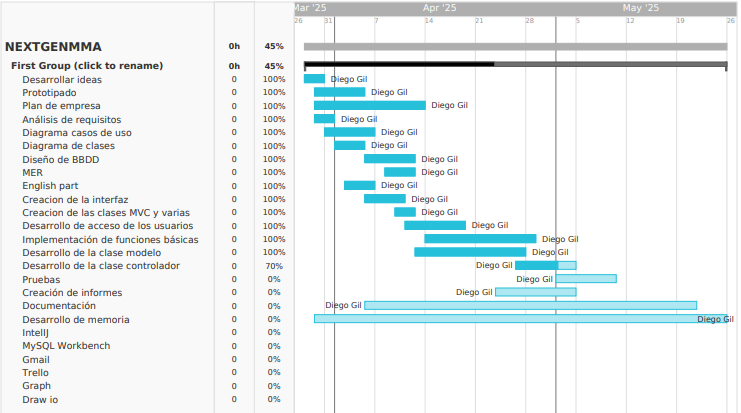 Mar '25 Apr '25 May '25
26 31 7 14 21 28 5 12 19 26
NEXTGENMMA 0h 45%
First Group (click to rename) 0h 45%
Desarrollar ideas 0 100% Diego Gil
Prototipado 0 100% Diego Gil
Plan de empresa 0 100% Diego Gil
Análisis de requisitos 0 100% Diego Gil
Diagrama casos de uso 0 100% Diego Gil
Diagrama de clases 0 100% Diego Gil
Diseño de BBDD 0 100% Diego Gil
MER 0 100% Diego Gil
English part 0 100% Diego Gil
Creacion de la interfaz 0 100% Diego Gil
Creacion de las clases MVC y varias 0 100% Diego Gil
Desarrollo de acceso de los usuarios 0 100% Diego Gil
Implementación de funciones básicas 0 100% Diego Gil
Desarrollo de la clase modelo 0 100% Diego Gil
Desarrollo de la clase controlador 0 70% Diego Gil
Pruebas 0 0% Diego Gil
Creación de informes 0 0% Diego Gil
Documentación 0 0% Diego Gil
Desarrollo de memoria 0 0% Diego Gil
IntellJ 0 0%
MySQL Workbench 0 0%
Gmail 0 0%
Trello 0 0%
Graph 0 0%
Draw io 0 0%